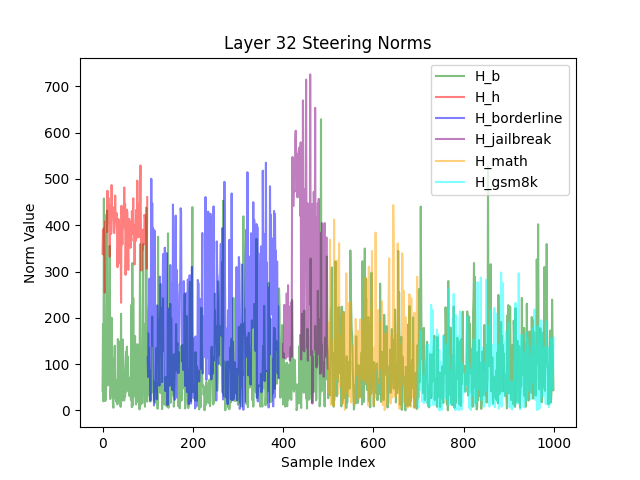 Layer 32 Steering Norms
H_b
H_h
H_borderline
H_jailbreak
H_math
H_gsm8k
Norm Value
700
600
500
400
300
200
100
0
0
200
400
600
800
1000
Sample Index